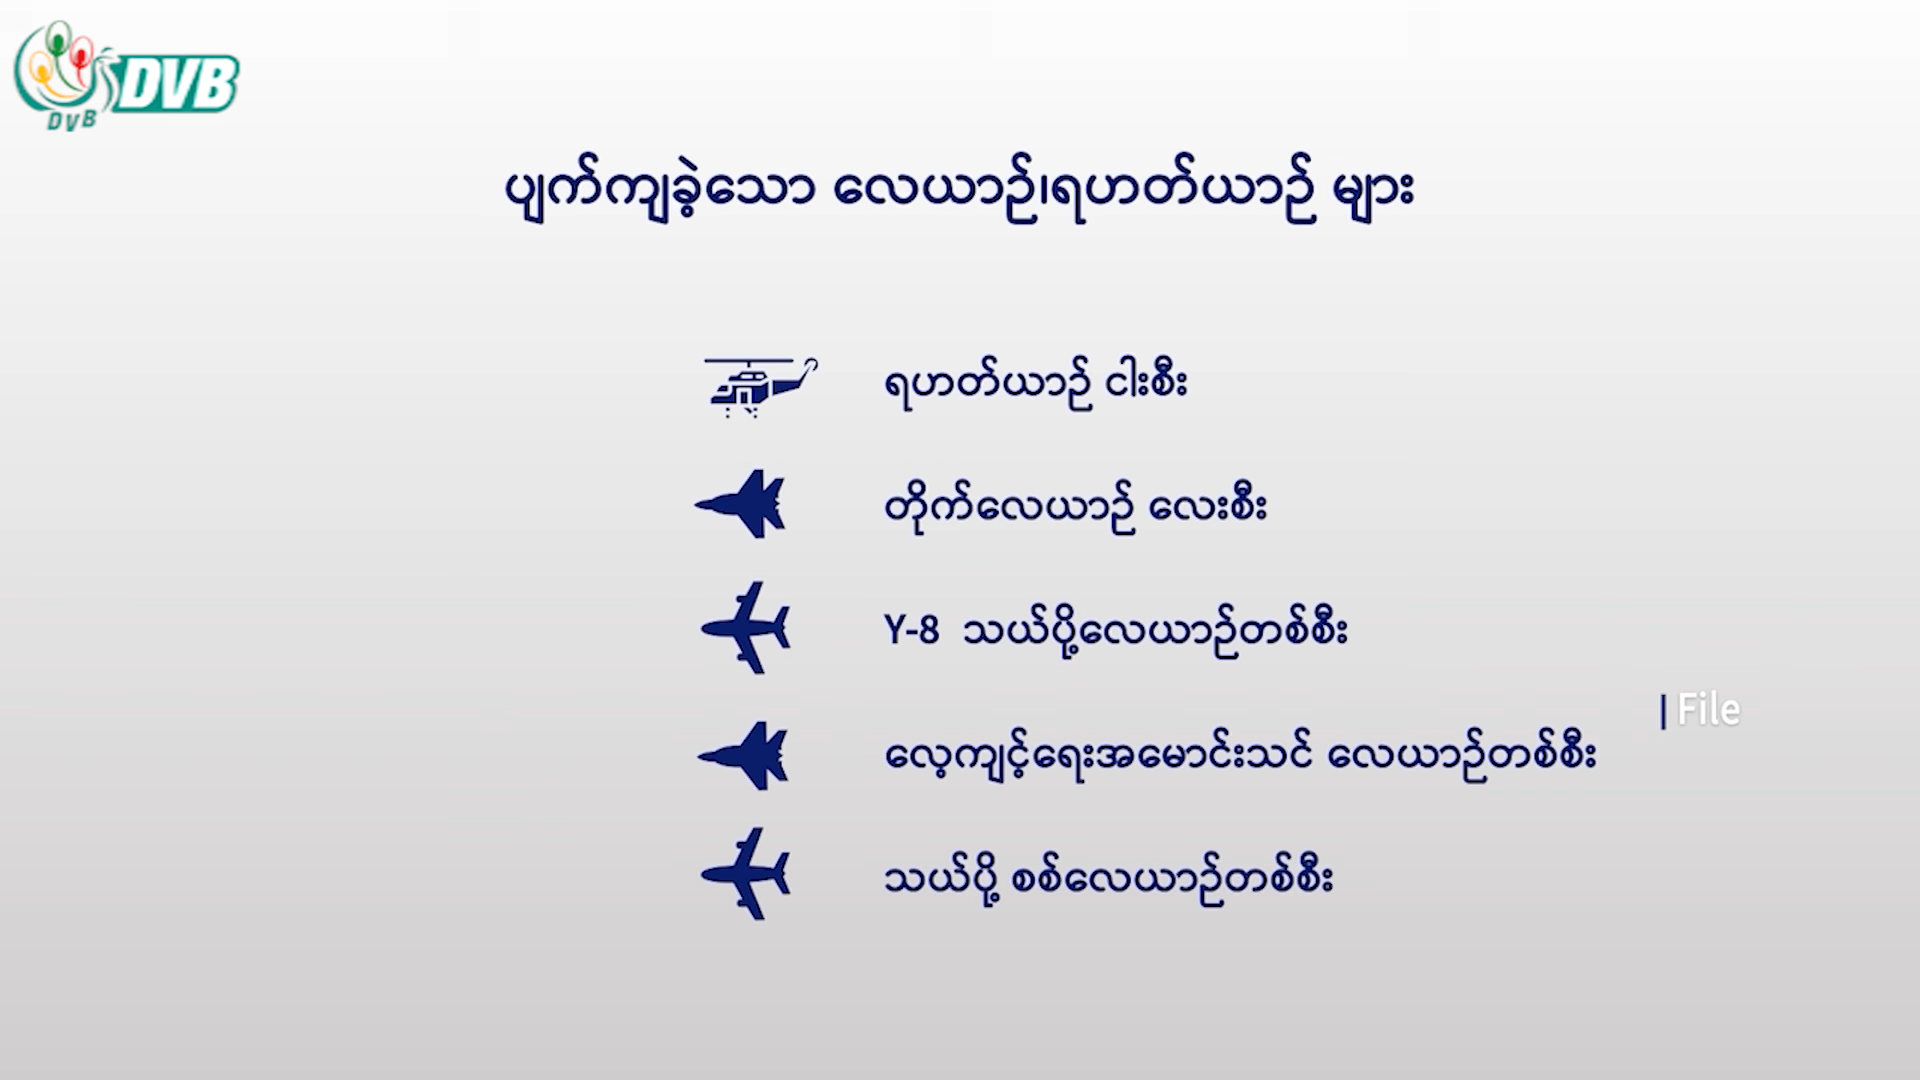 DVB
DVB
ပျက်ကျခဲ့သော လေယာဉ်၊ရဟတ်ယာဉ် များ
ရဟတ်ယာဉ် ငါးစီး
တိုက်လေယာဉ် လေးစီး
Y-8 သယ်ပို့လေယာဉ်တစ်စီး
| File
လေ့ကျင့်ရေးအမောင်းသင် လေယာဉ်တစ်စီး
သယ်ပို့ စစ်လေယာဉ်တစ်စီး